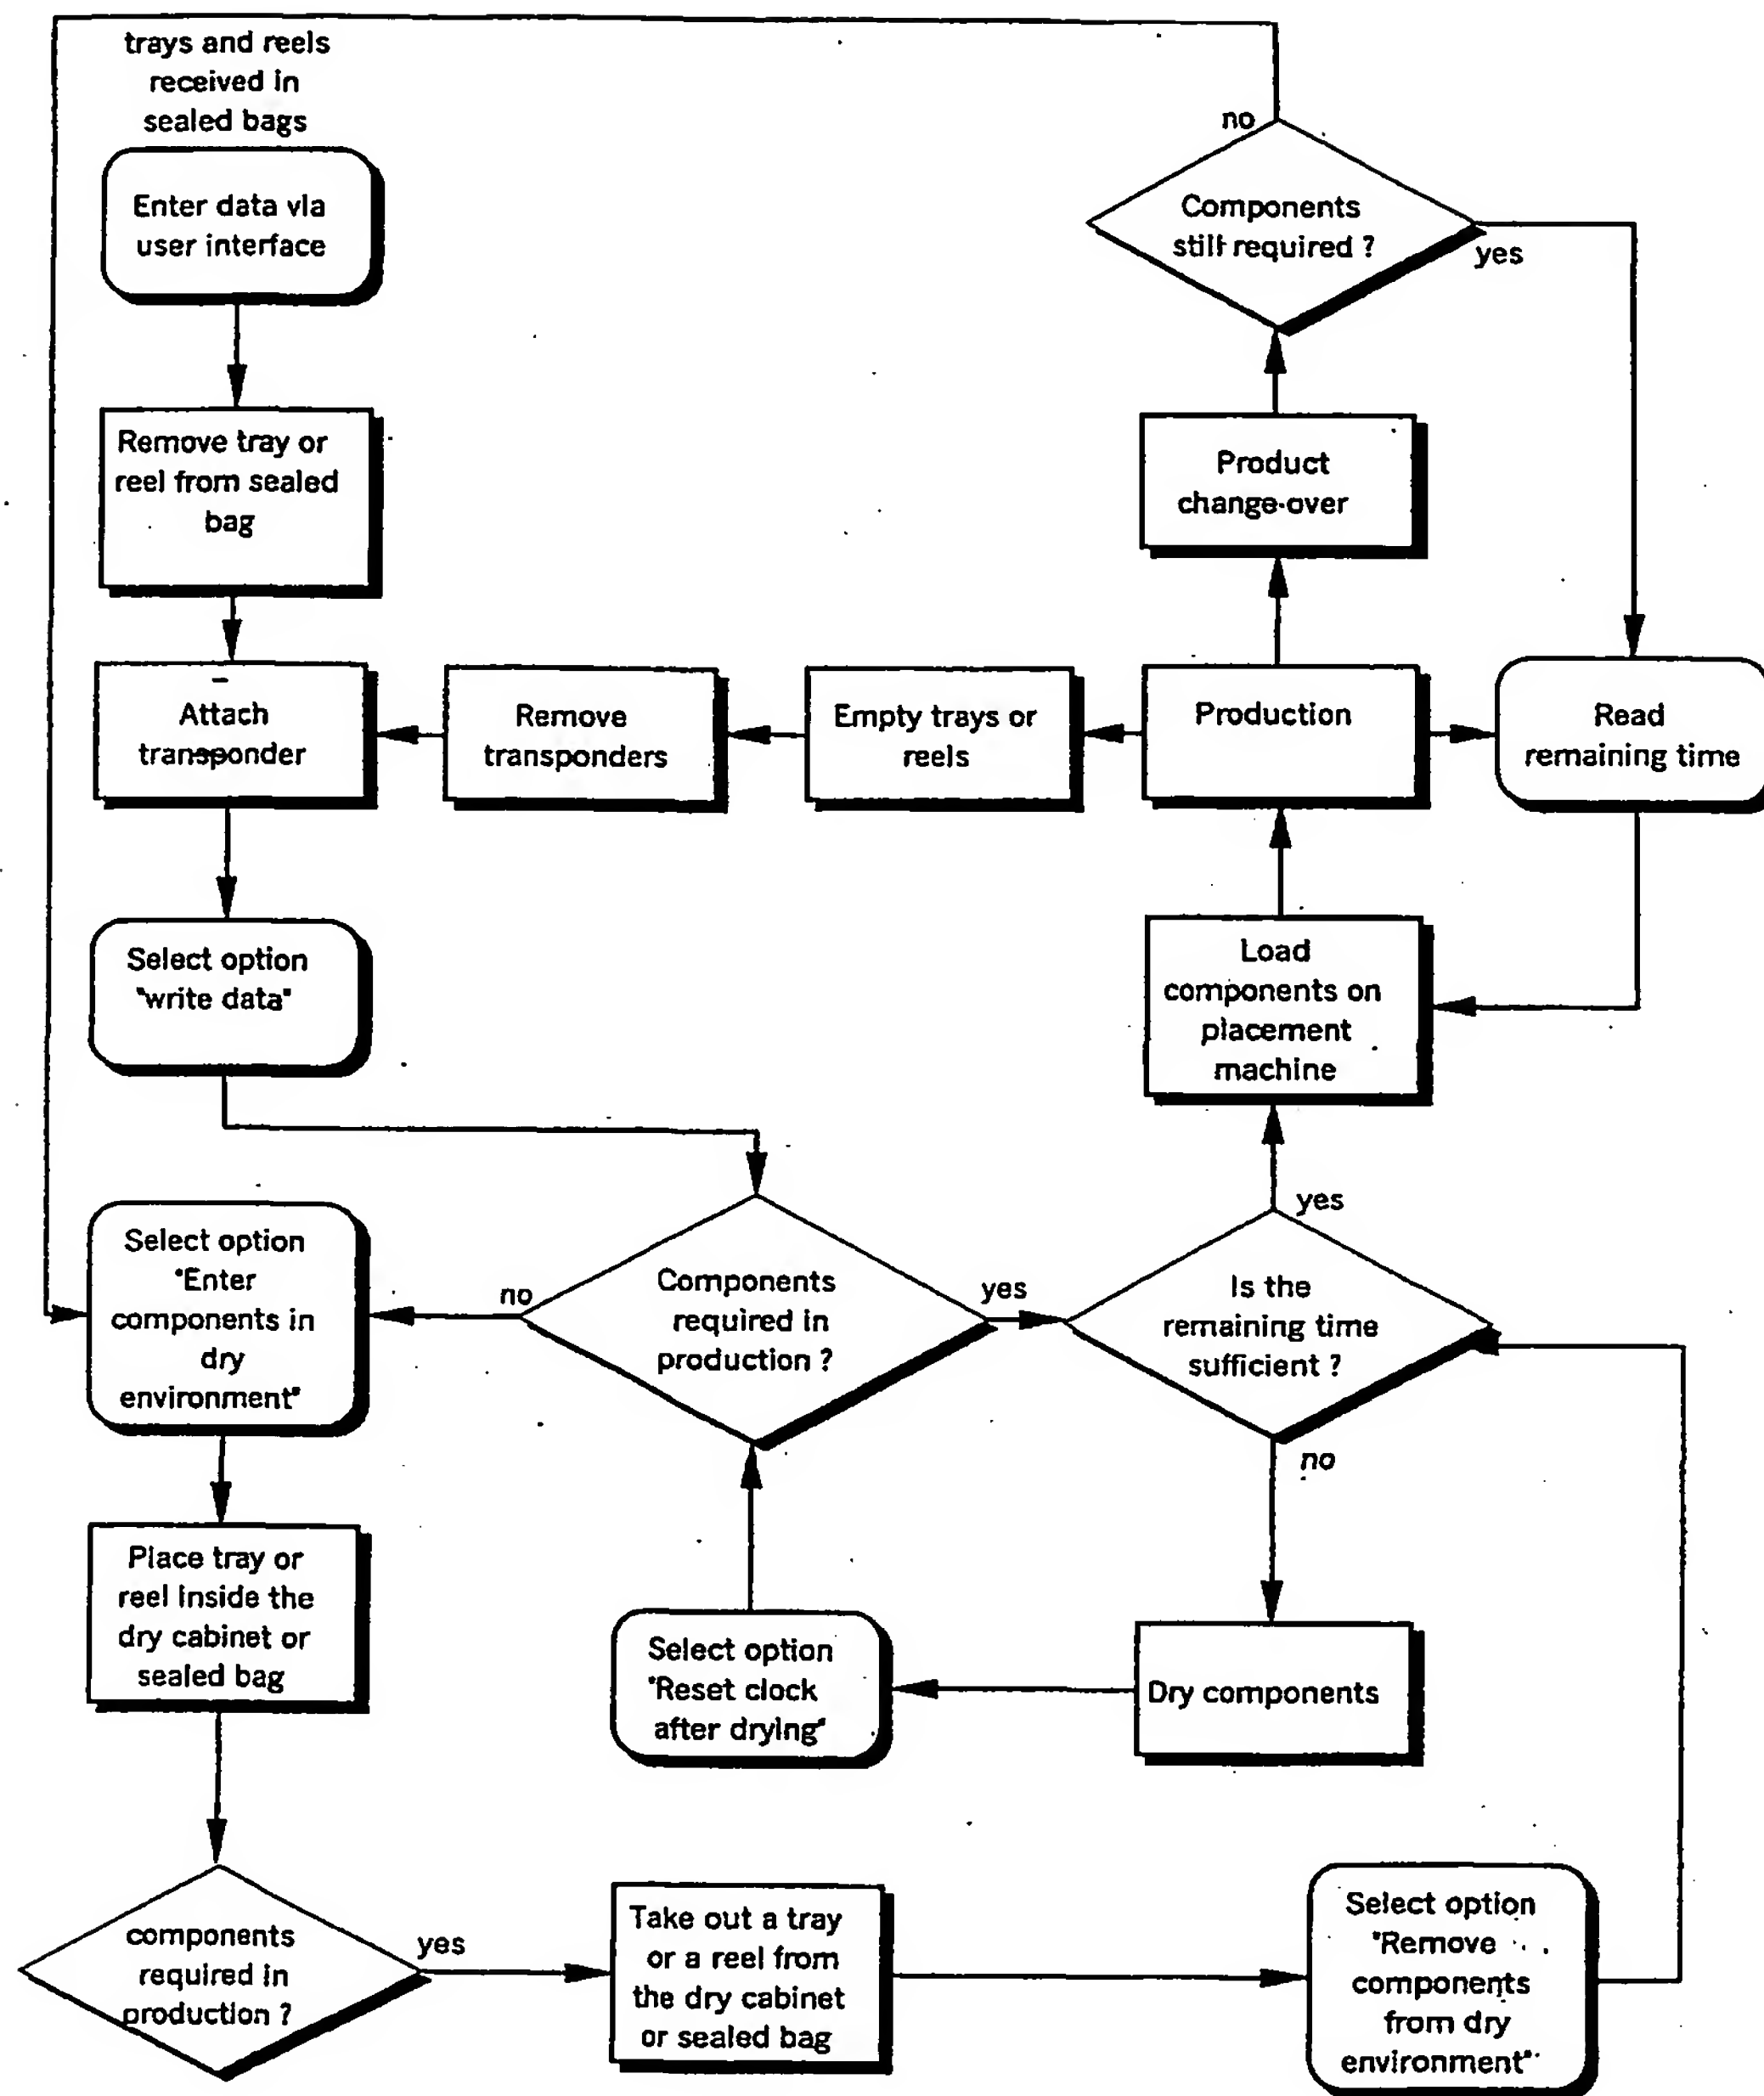 trays and reels
received in
sealed bags
Enter data via
user interface
Remove tray or
reel from sealed
bag
Attach
transponder
Remove
transponders
Empty trays or
reels
Production
Read
remaining time
Product
change-over
no
Components
still required ?
yes
Select option
"write data"
Load
components on
placement
machine
Select option
"Enter
components in
dry
environment"
no
Components
required in
production ?
yes
Is the
remaining time
sufficient ?
yes
no
Place tray or
reel inside the
dry cabinet or
sealed bag
Select option
"Reset clock
after drying"
Dry components
components
required in
production ?
yes
Take out a tray
or a reel from
the dry cabinet
or sealed bag
Select option
"Remove
components
from dry
environment"